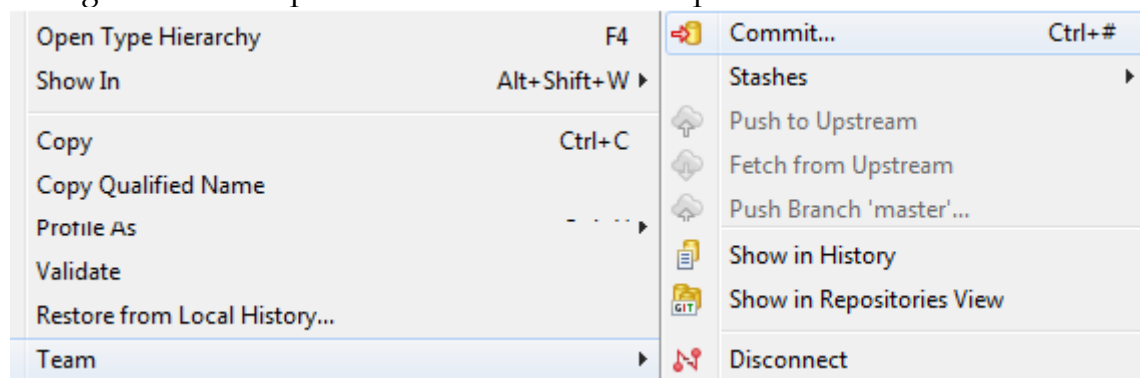 Open Type Hierarchy F4
Show In Alt+Shift+W
Copy Ctrl+C
Copy Qualified Name
Profile As
Validate
Restore from Local History...
Team
Commit... Ctrl+#
Stashes
Push to Upstream
Fetch from Upstream
Push Branch 'master'...
Show in History
GIT Show in Repositories View
Disconnect